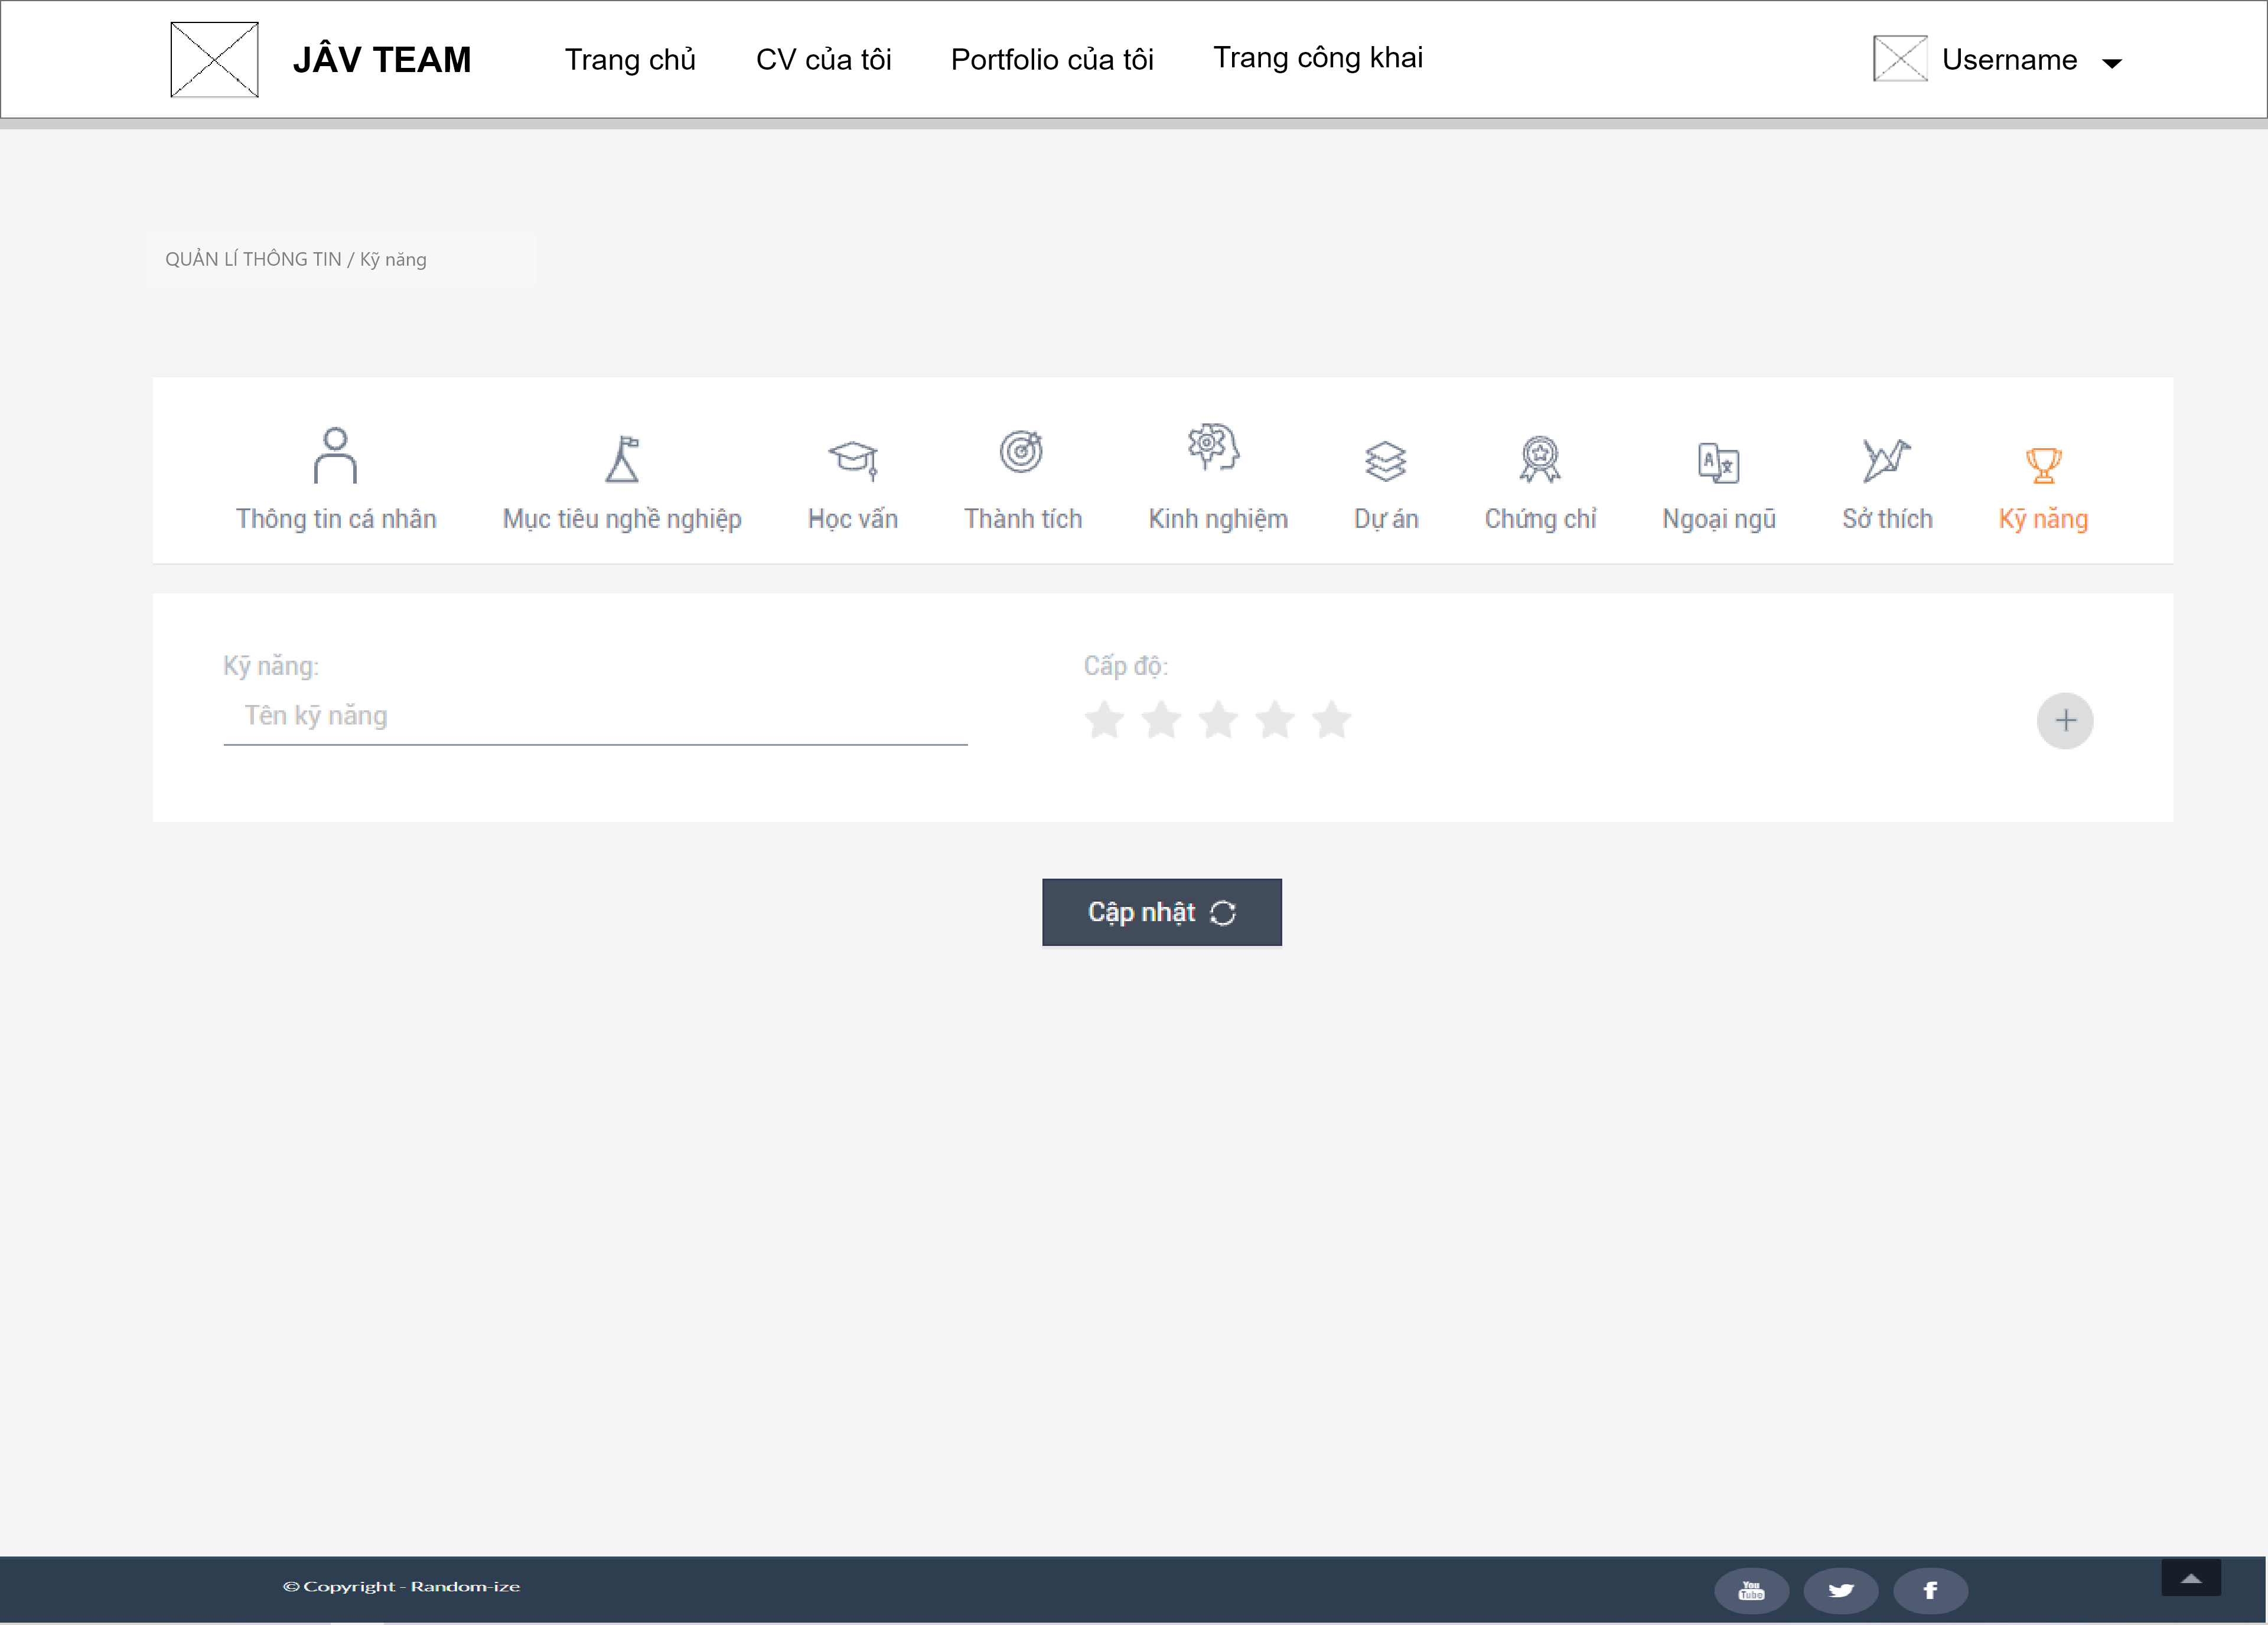 JÂV TEAM Trang chủ CV của tôi Portfolio của tôi Trang công khai Username
QUẢN LÍ THÔNG TIN / Kỹ năng
Thông tin cá nhân Mục tiêu nghề nghiệp Học vấn Thành tích Kinh nghiệm Dự án Chứng chỉ Ngoại ngũ Sở thích Kỹ năng
Kỹ năng: Cấp độ:
Tên kỹ năng
Cập nhật
© Copyright - Random-ize You Tube